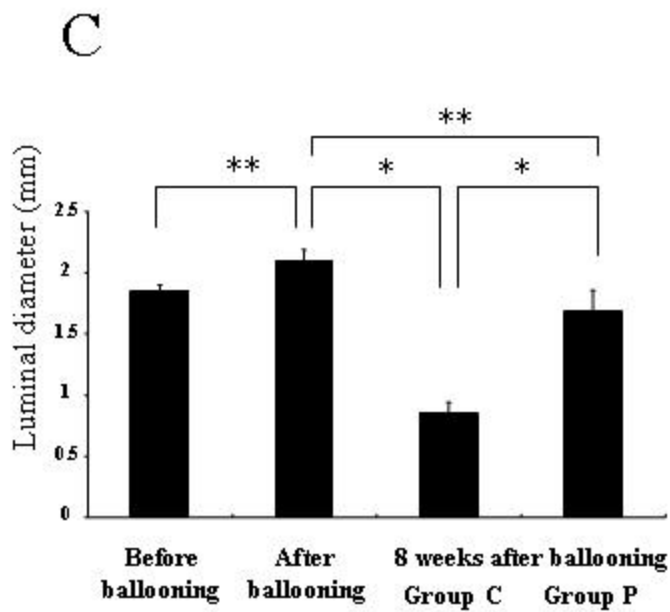 C
**
** * *
Luminal diameter (mm)
2.5
2
1.5
1
0.5
0
Before ballooning
After ballooning
8 weeks after ballooning
Group C Group P